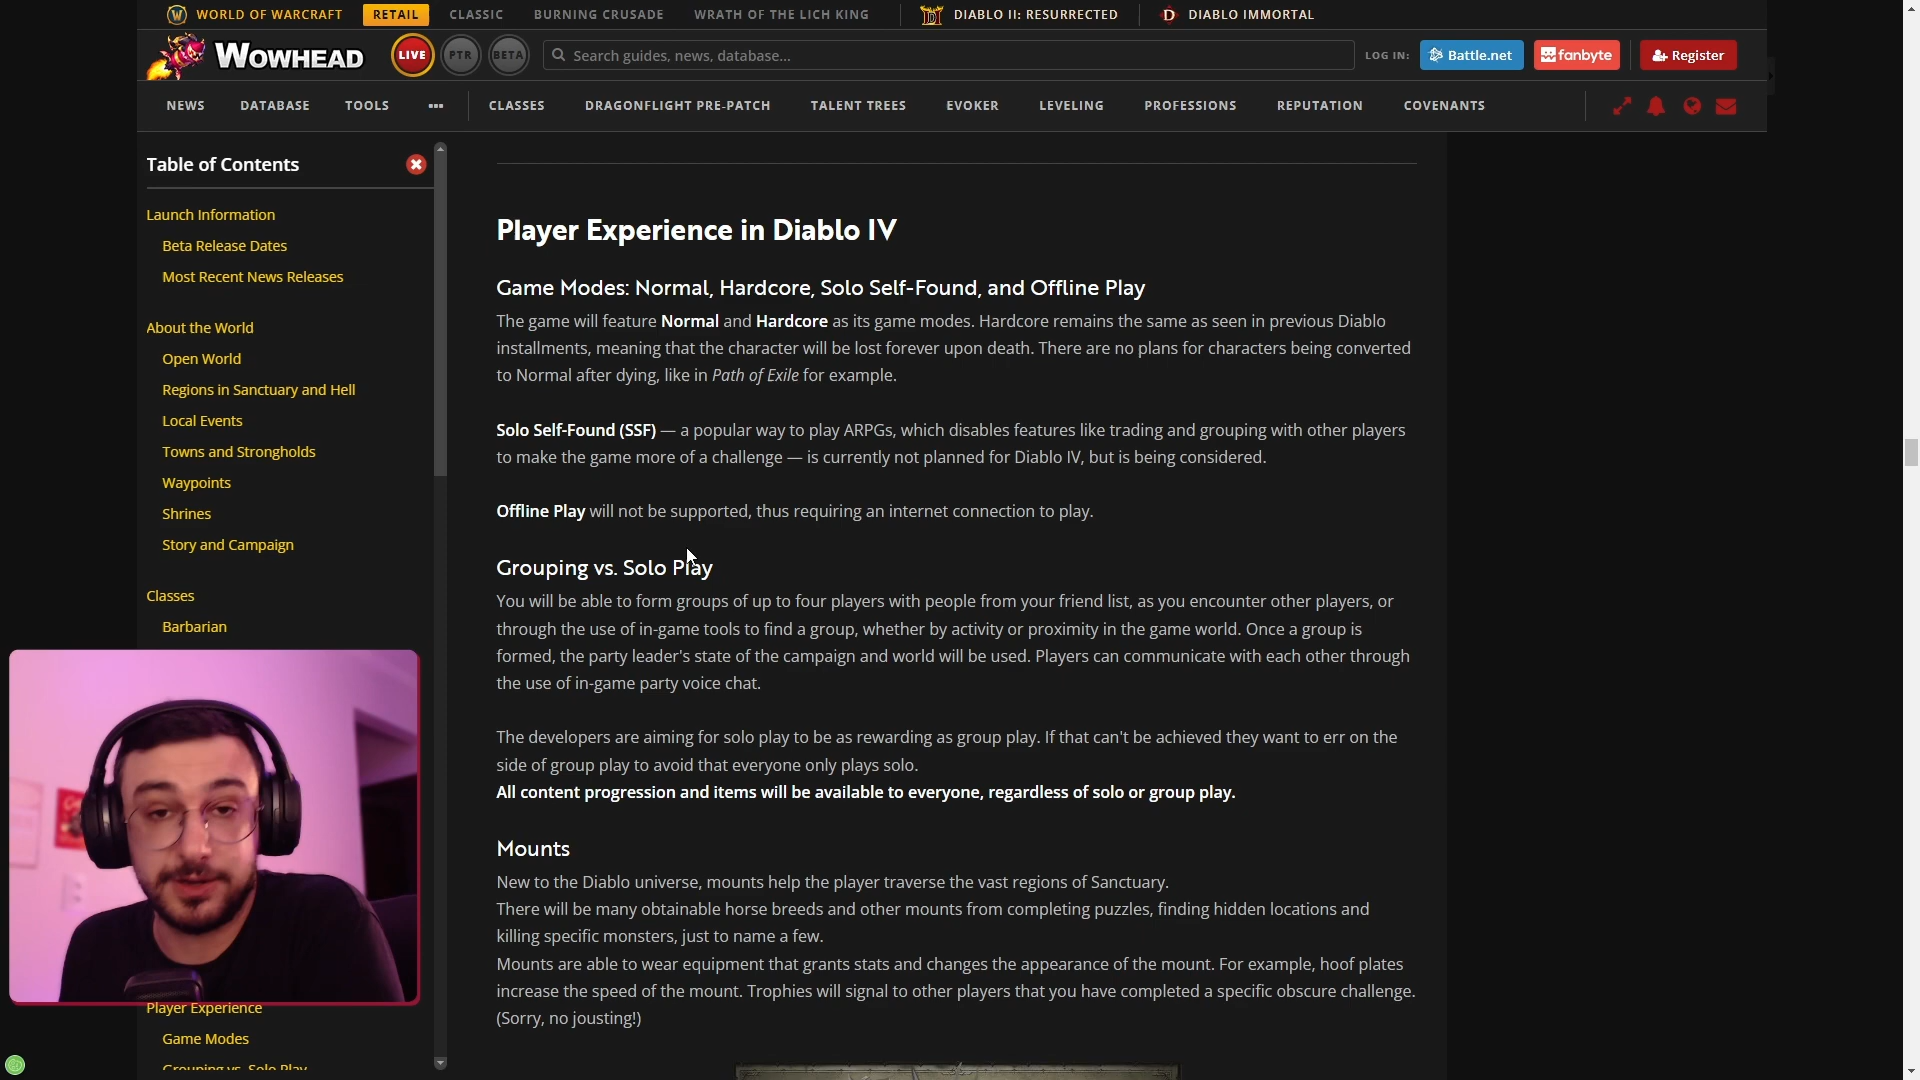 WORLD OF WARCRAFT RETAIL CLASSIC BURNING CRUSADE WRATH OF THE LICH KING DIABLO II: RESURRECTED DIABLO IMMORTAL
WOWHEAD LIVE PTR BETA Search guides, news, database... LOG IN: Battle.net fanbyte Register
NEWS DATABASE TOOLS ••• CLASSES DRAGONFLIGHT PRE-PATCH TALENT TREES EVOKER LEVELING PROFESSIONS REPUTATION COVENANTS
Table of Contents
Launch Information
Beta Release Dates
Most Recent News Releases
About the World
Open World
Regions in Sanctuary and Hell
Local Events
Towns and Strongholds
Waypoints
Shrines
Story and Campaign
Classes
Barbarian
Player Experience
Game Modes
Grouping vs. Solo Play
Player Experience in Diablo IV
Game Modes: Normal, Hardcore, Solo Self-Found, and Offline Play
The game will feature Normal and Hardcore as its game modes. Hardcore remains the same as seen in previous Diablo
installments, meaning that the character will be lost forever upon death. There are no plans for characters being converted
to Normal after dying, like in Path of Exile for example.
Solo Self-Found (SSF) — a popular way to play ARPGs, which disables features like trading and grouping with other players
to make the game more of a challenge — is currently not planned for Diablo IV, but is being considered.
Offline Play will not be supported, thus requiring an internet connection to play.
Grouping vs. Solo Play
You will be able to form groups of up to four players with people from your friend list, as you encounter other players, or
through the use of in-game tools to find a group, whether by activity or proximity in the game world. Once a group is
formed, the party leader's state of the campaign and world will be used. Players can communicate with each other through
the use of in-game party voice chat.
The developers are aiming for solo play to be as rewarding as group play. If that can't be achieved they want to err on the
side of group play to avoid that everyone only plays solo.
All content progression and items will be available to everyone, regardless of solo or group play.
Mounts
New to the Diablo universe, mounts help the player traverse the vast regions of Sanctuary.
There will be many obtainable horse breeds and other mounts from completing puzzles, finding hidden locations and
killing specific monsters, just to name a few.
Mounts are able to wear equipment that grants stats and changes the appearance of the mount. For example, hoof plates
increase the speed of the mount. Trophies will signal to other players that you have completed a specific obscure challenge.
(Sorry, no jousting!)